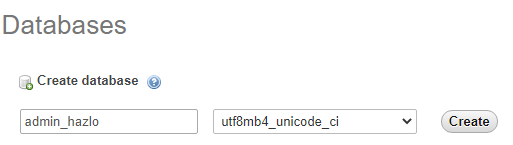 Databases
Create database
admin_hazlo utf8mb4_unicode_ci Create